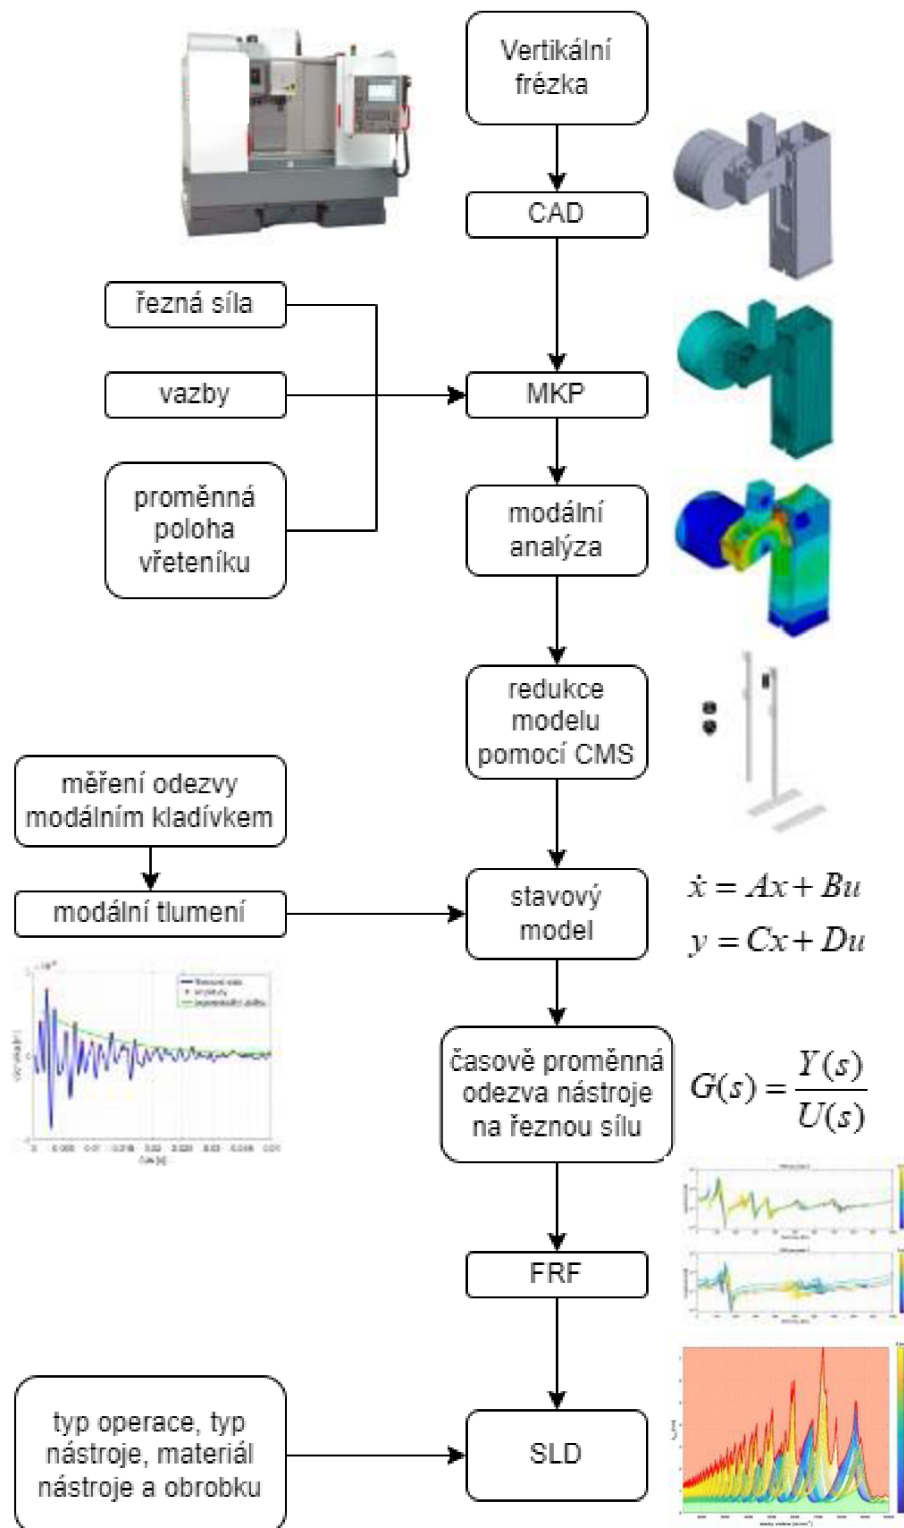 Vertikální
frézka
CAD
řezná síla
vazby
MKP
proměnná
poloha
vřeteníku
modální
analýza
redukce
modelu
pomocí CMS
měření odezvy
modálním kladívkem
modální tlumení
stavový
model
ẋ = Ax + Bu
y = Cx + Du
časově proměnná
odezva nástroje
na řeznou sílu
G(s) = Y(s) / U(s)
FRF
typ operace, typ
nástroje, materiál
nástroje a obrobku
SLD